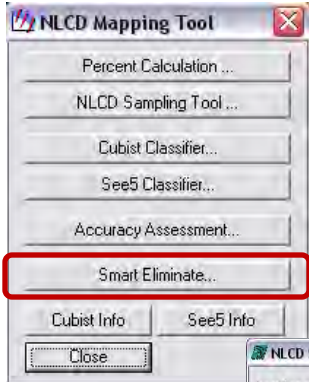 NLCD Mapping Tool
Percent Calculation ...
NLCD Sampling Tool ...
Cubist Classifier...
See5 Classifier...
Accuracy Assessment...
Smart Eliminate...
Cubist Info See5 Info
Close
NLCD